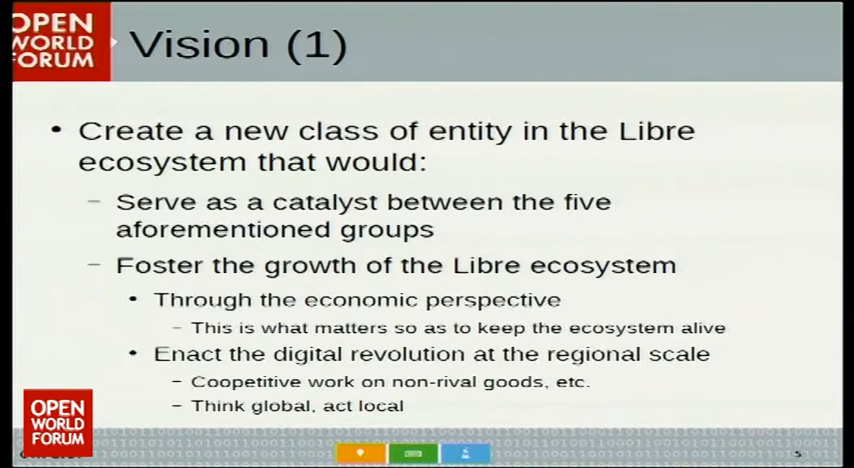 OPEN
WORLD
FORUM
Vision (1)
• Create a new class of entity in the Libre
ecosystem that would:
– Serve as a catalyst between the five
aforementioned groups
– Foster the growth of the Libre ecosystem
• Through the economic perspective
– This is what matters so as to keep the ecosystem alive
• Enact the digital revolution at the regional scale
– Coopetitive work on non-rival goods, etc.
– Think global, act local
OPEN
WORLD
FORUM
5